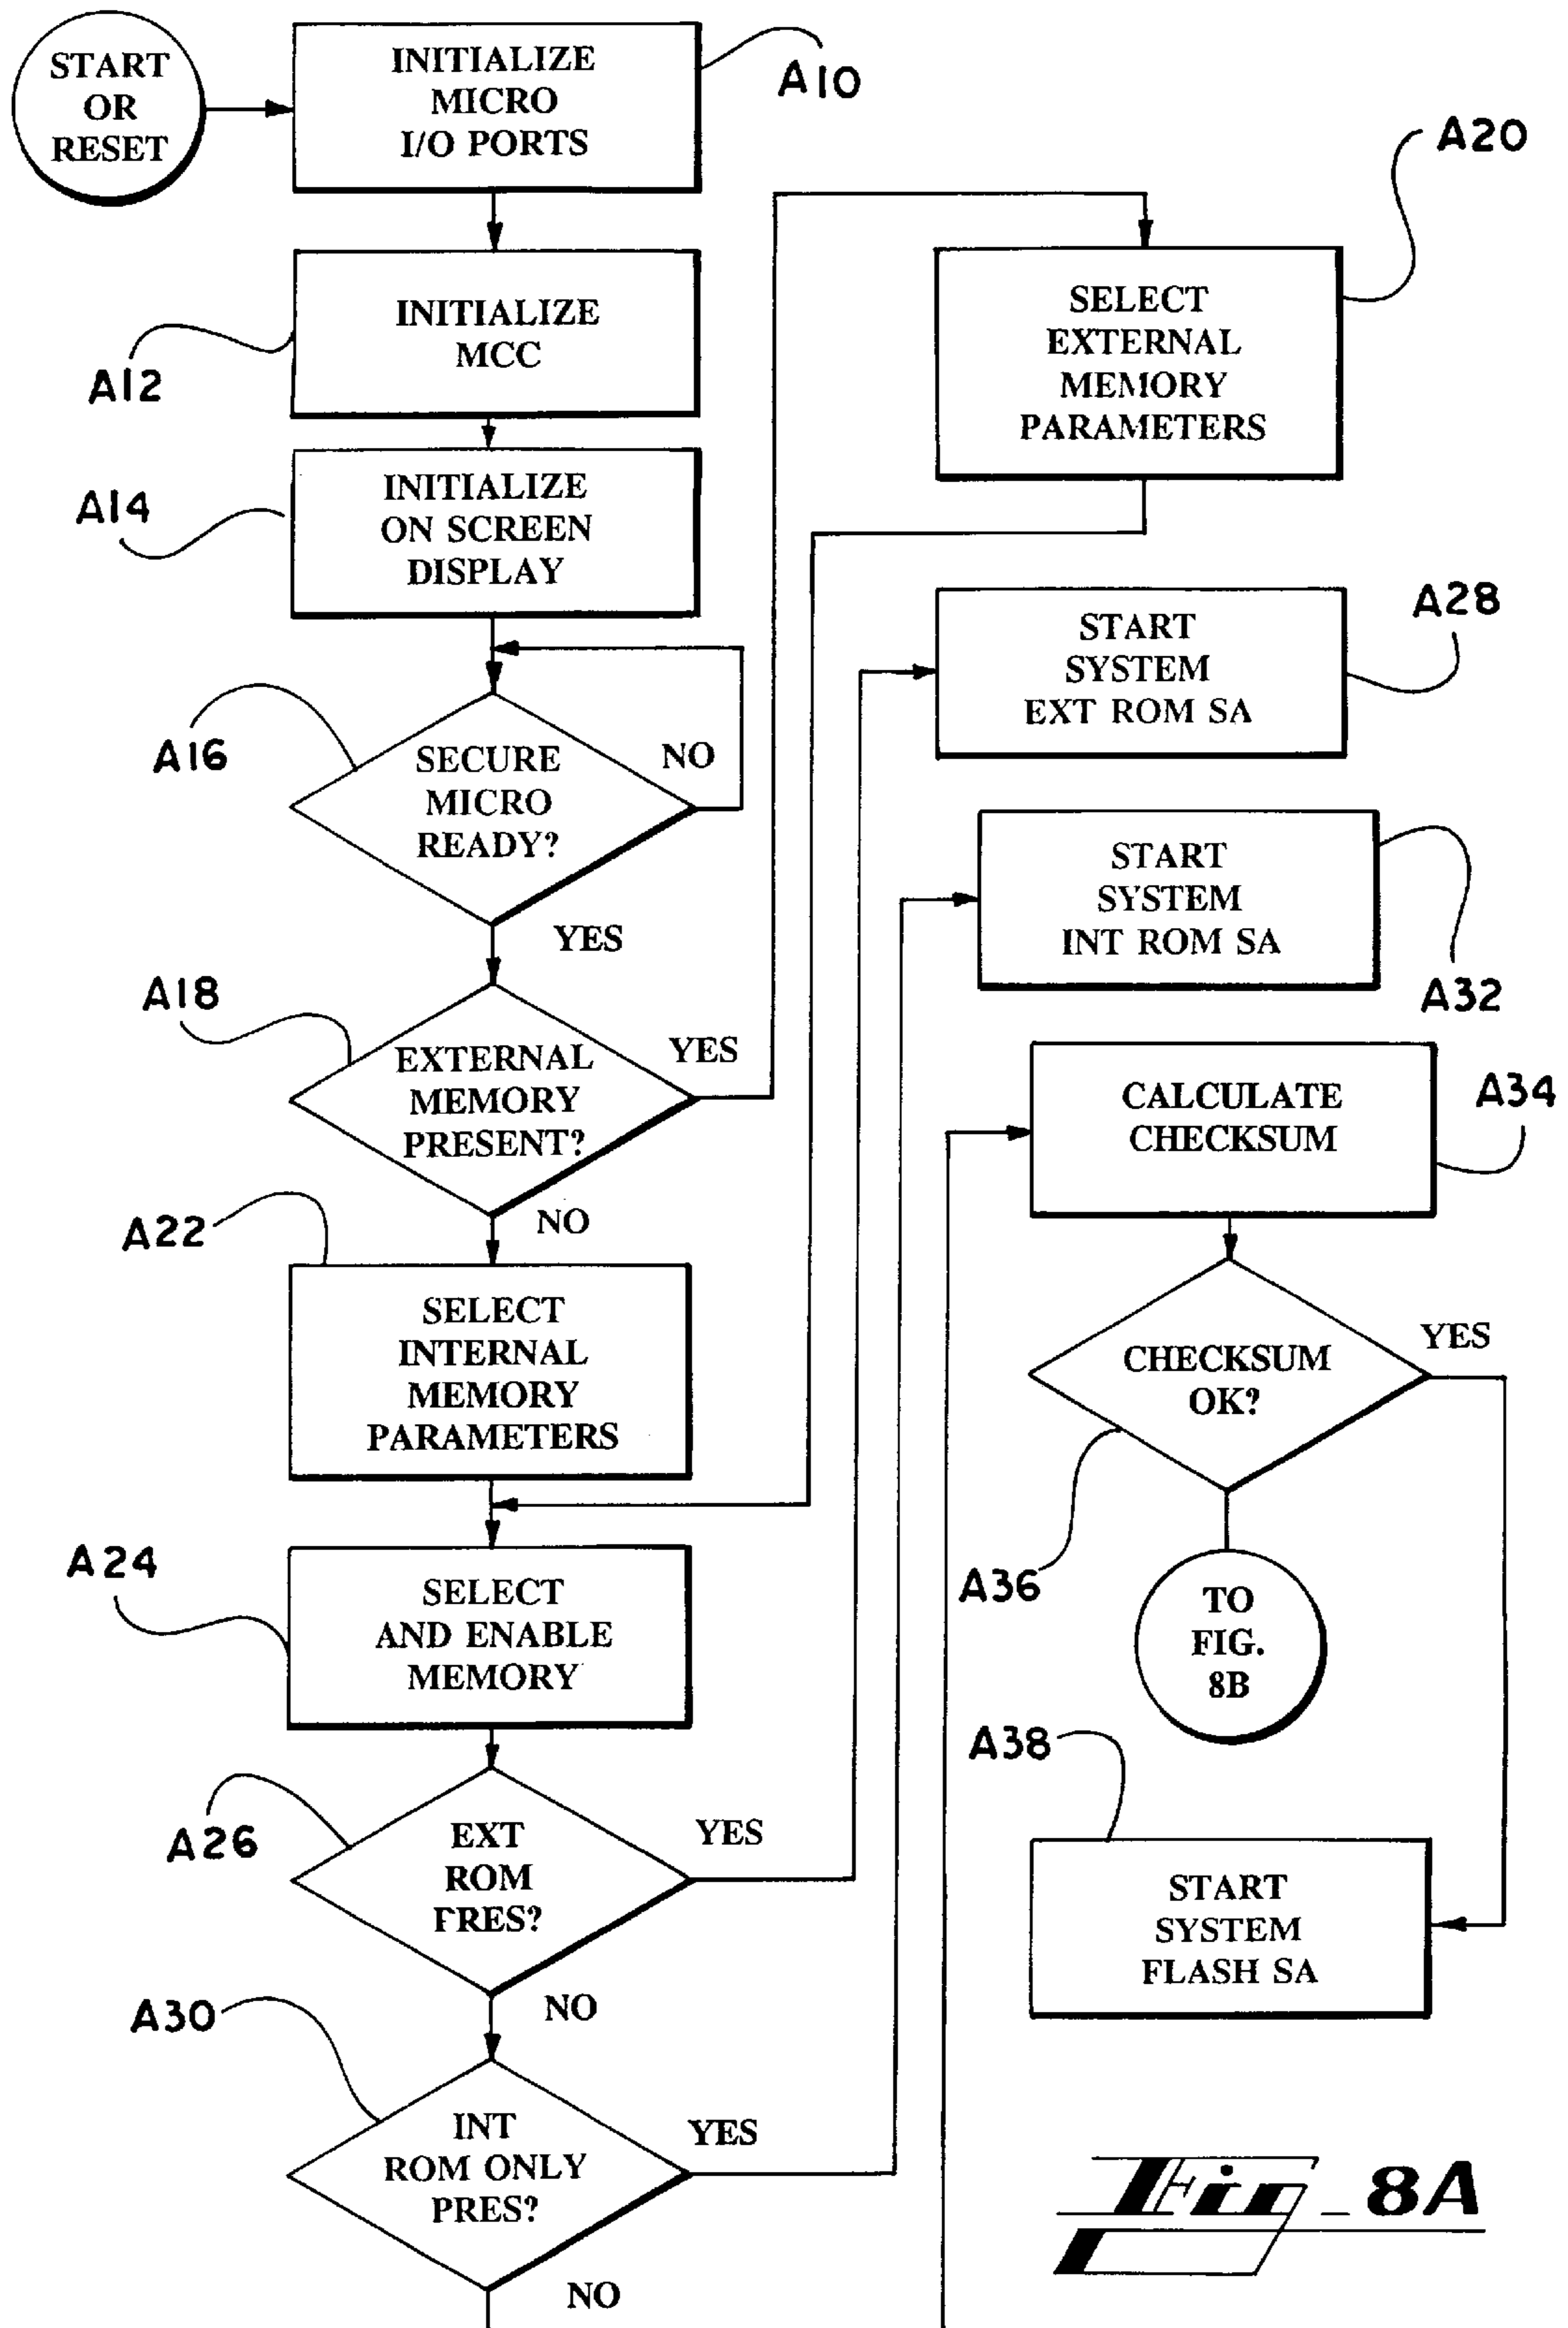 START
OR
RESET
INITIALIZE
MICRO
I/O PORTS
A10
INITIALIZE
MCC
A12
INITIALIZE
ON SCREEN
DISPLAY
A14
SECURE
MICRO
READY?
A16
NO
YES
EXTERNAL
MEMORY
PRESENT?
A18
YES
NO
SELECT
EXTERNAL
MEMORY
PARAMETERS
A20
SELECT
INTERNAL
MEMORY
PARAMETERS
A22
SELECT
AND ENABLE
MEMORY
A24
EXT
ROM
PRES?
A26
YES
NO
START
SYSTEM
EXT ROM SA
A28
INT
ROM ONLY
PRES?
A30
YES
NO
START
SYSTEM
INT ROM SA
A32
CALCULATE
CHECKSUM
A34
CHECKSUM
OK?
A36
YES
TO
FIG.
8B
START
SYSTEM
FLASH SA
A38
Fig_8A